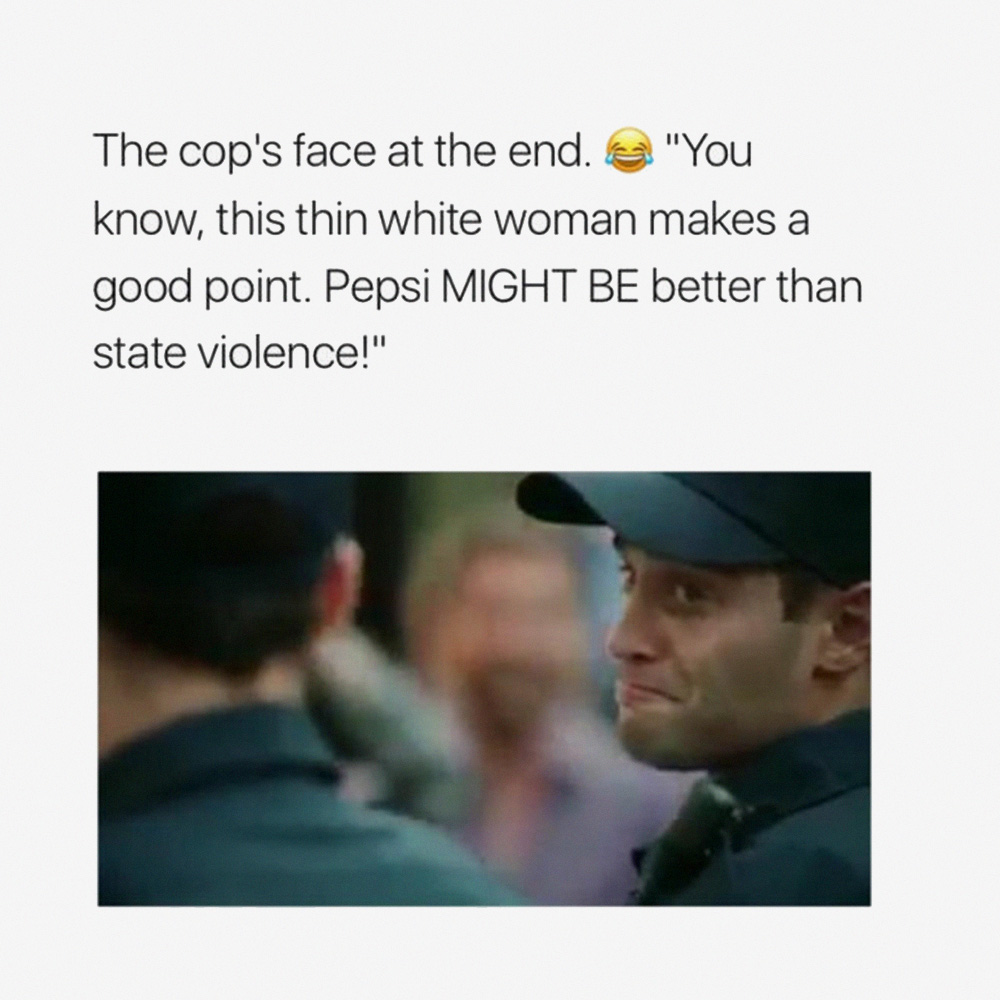 The cop's face at the end. 😂 "You
know, this thin white woman makes a
good point. Pepsi MIGHT BE better than
state violence!"